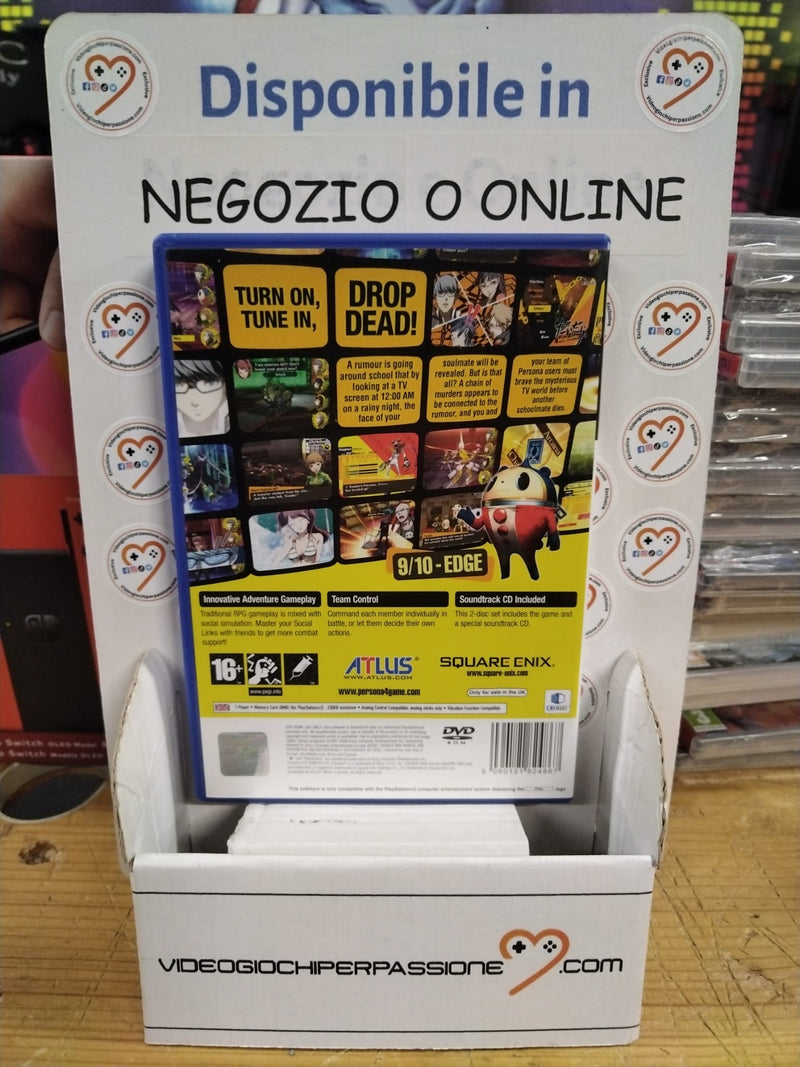 Disponibile in
NEGOZIO O ONLINE
TURN ON,
TUNE IN,
DROP
DEAD!
A rumour is going
around school that by
looking at a TV
screen at 12:00 AM
on a rainy night, the
face of your
soulmate will be
revealed. But is that
all? A chain of
murders appears to
be connected to the
rumour, and you and
your team of
Persona users must
brave the mysterious
TV world before
another
schoolmate dies.
9/10 - EDGE
Innovative Adventure Gameplay
Traditional RPG gameplay is mixed with
social simulation. Master your Social
Links with friends to get more combat
support!
Team Control
Command each member individually in
battle, or let them decide their own
actions.
Soundtrack CD Included
This 2-disc set includes the game and
a special soundtrack CD.
16+
www.pegi.info
ATLUS®
WWW.ATLUS.COM
www.persona4game.com
SQUARE ENIX.
www.square-enix.com
Only for sale in the UK
DVD
ROM
5 060121 824867
VIDEOGIOCHIPERPASSIONE.COM